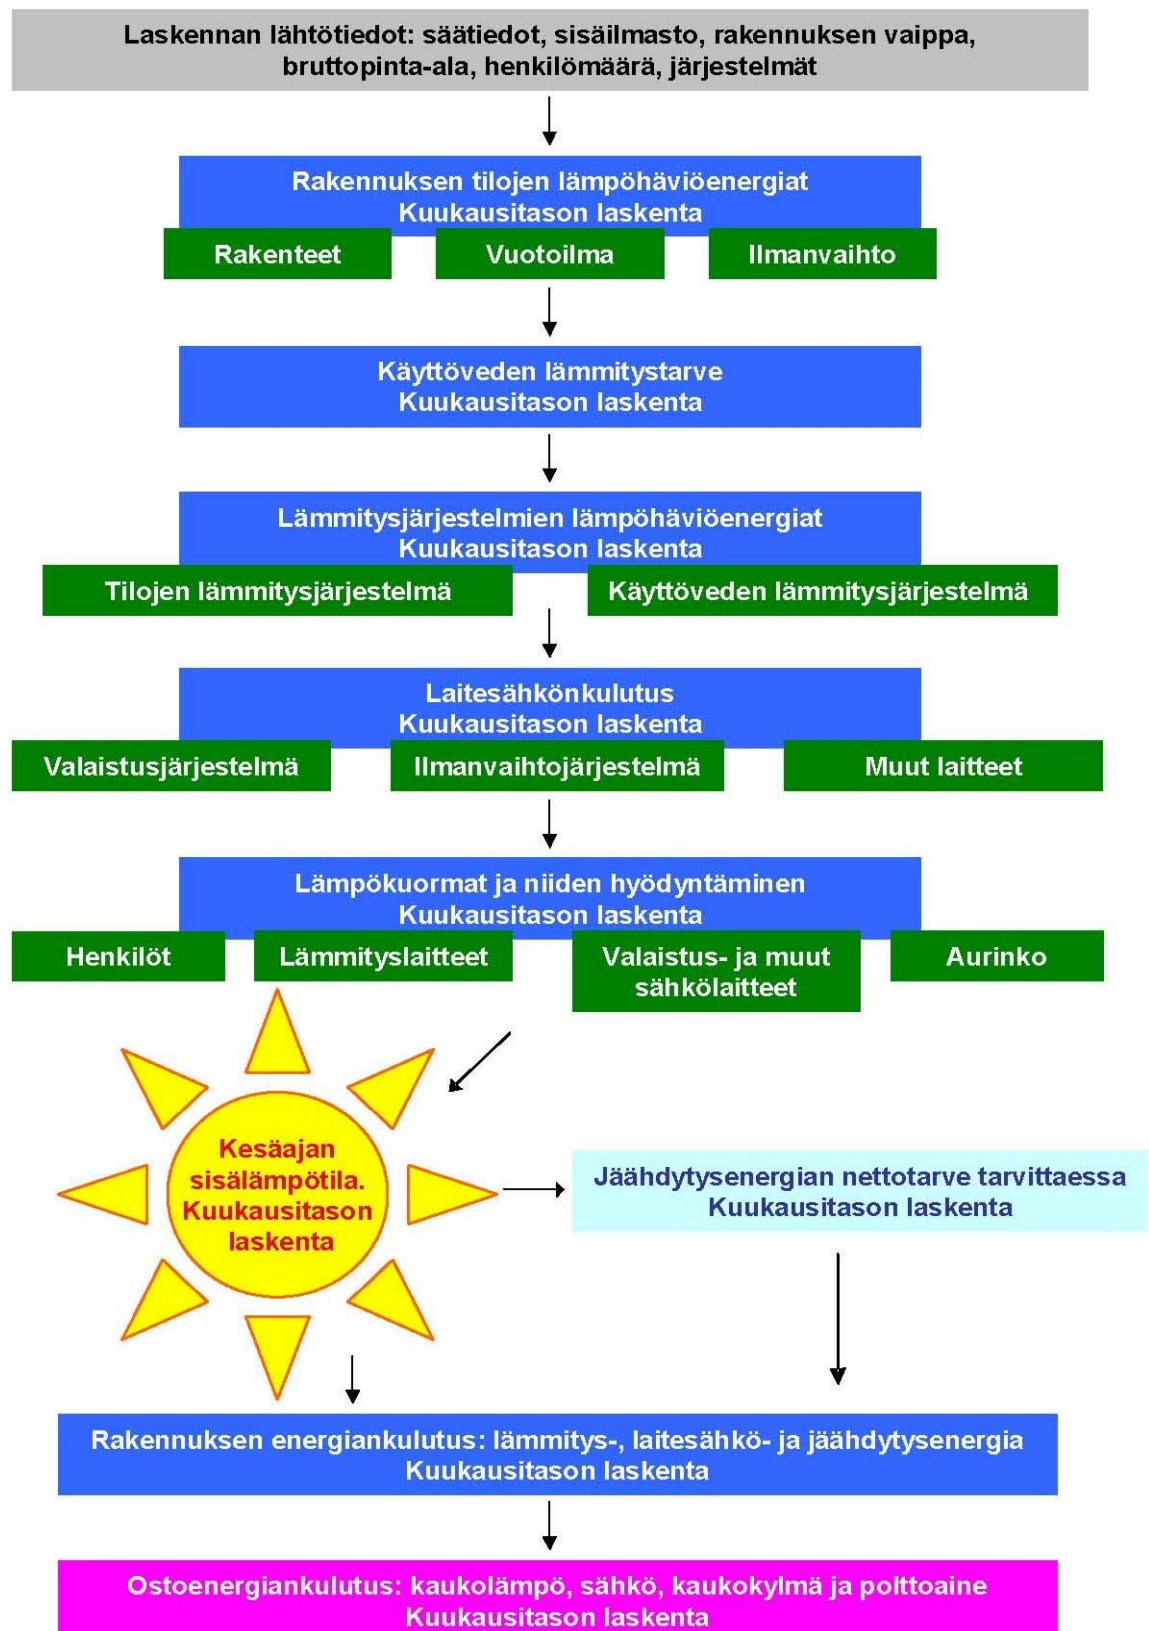 Laskennan lähtötiedot: säätiedot, sisäilmasto, rakennuksen vaippa,
bruttopinta-ala, henkilömäärä, järjestelmät
Rakennuksen tilojen lämpöhäviöenergiat
Kuukausitason laskenta
Rakenteet
Vuotoilma
Ilmanvaihto
Käyttöveden lämmitystarve
Kuukausitason laskenta
Lämmitysjärjestelmien lämpöhäviöenergiat
Kuukausitason laskenta
Tilojen lämmitysjärjestelmä
Käyttöveden lämmitysjärjestelmä
Laitesähkönkulutus
Kuukausitason laskenta
Valaistusjärjestelmä
Ilmanvaihtojärjestelmä
Muut laitteet
Lämpökuormat ja niiden hyödyntäminen
Kuukausitason laskenta
Henkilöt
Lämmityslaitteet
Valaistus- ja muut
sähkölaitteet
Aurinko
Kesäajan
sisälämpötila.
Kuukausitason
laskenta
Jäähdytysenergian nettotarve tarvittaessa
Kuukausitason laskenta
Rakennuksen energiankulutus: lämmitys-, laitesähkö- ja jäähdytysenergia
Kuukausitason laskenta
Ostoenergiankulutus: kaukolämpö, sähkö, kaukokylmä ja polttoaine
Kuukausitason laskenta